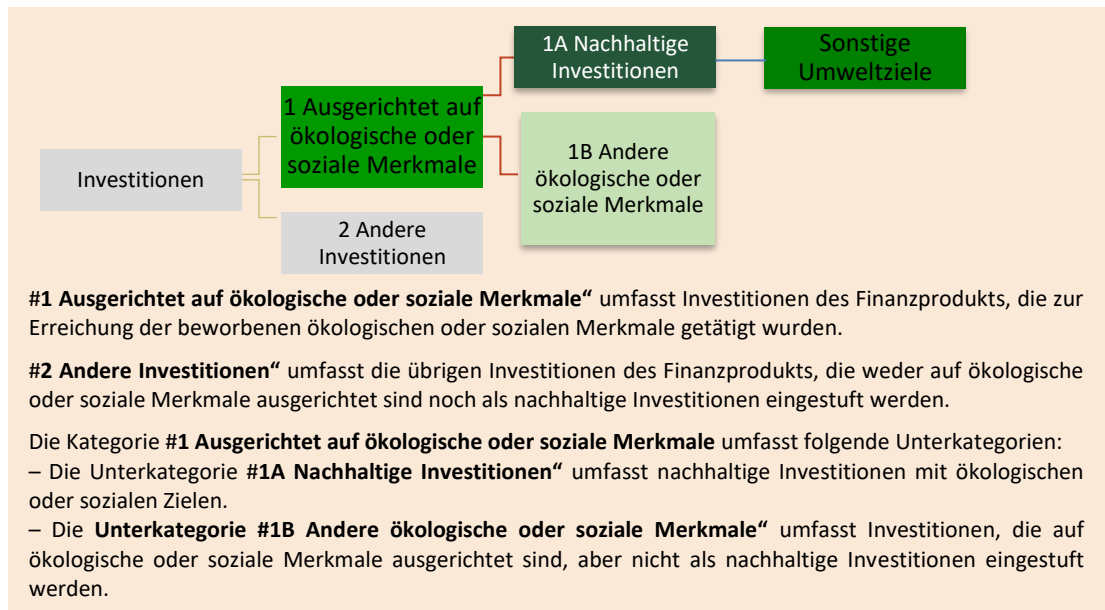 1A Nachhaltige
Investitionen
Sonstige
Umweltziele
1 Ausgerichtet auf
ökologische oder
soziale Merkmale
1B Andere
ökologische oder
soziale Merkmale
Investitionen
2 Andere
Investitionen
#1 Ausgerichtet auf ökologische oder soziale Merkmale“ umfasst Investitionen des Finanzprodukts, die zur
Erreichung der beworbenen ökologischen oder sozialen Merkmale getätigt wurden.
#2 Andere Investitionen“ umfasst die übrigen Investitionen des Finanzprodukts, die weder auf ökologische
oder soziale Merkmale ausgerichtet sind noch als nachhaltige Investitionen eingestuft werden.
Die Kategorie #1 Ausgerichtet auf ökologische oder soziale Merkmale umfasst folgende Unterkategorien:
– Die Unterkategorie #1A Nachhaltige Investitionen“ umfasst nachhaltige Investitionen mit ökologischen
oder sozialen Zielen.
– Die Unterkategorie #1B Andere ökologische oder soziale Merkmale“ umfasst Investitionen, die auf
ökologische oder soziale Merkmale ausgerichtet sind, aber nicht als nachhaltige Investitionen eingestuft
werden.